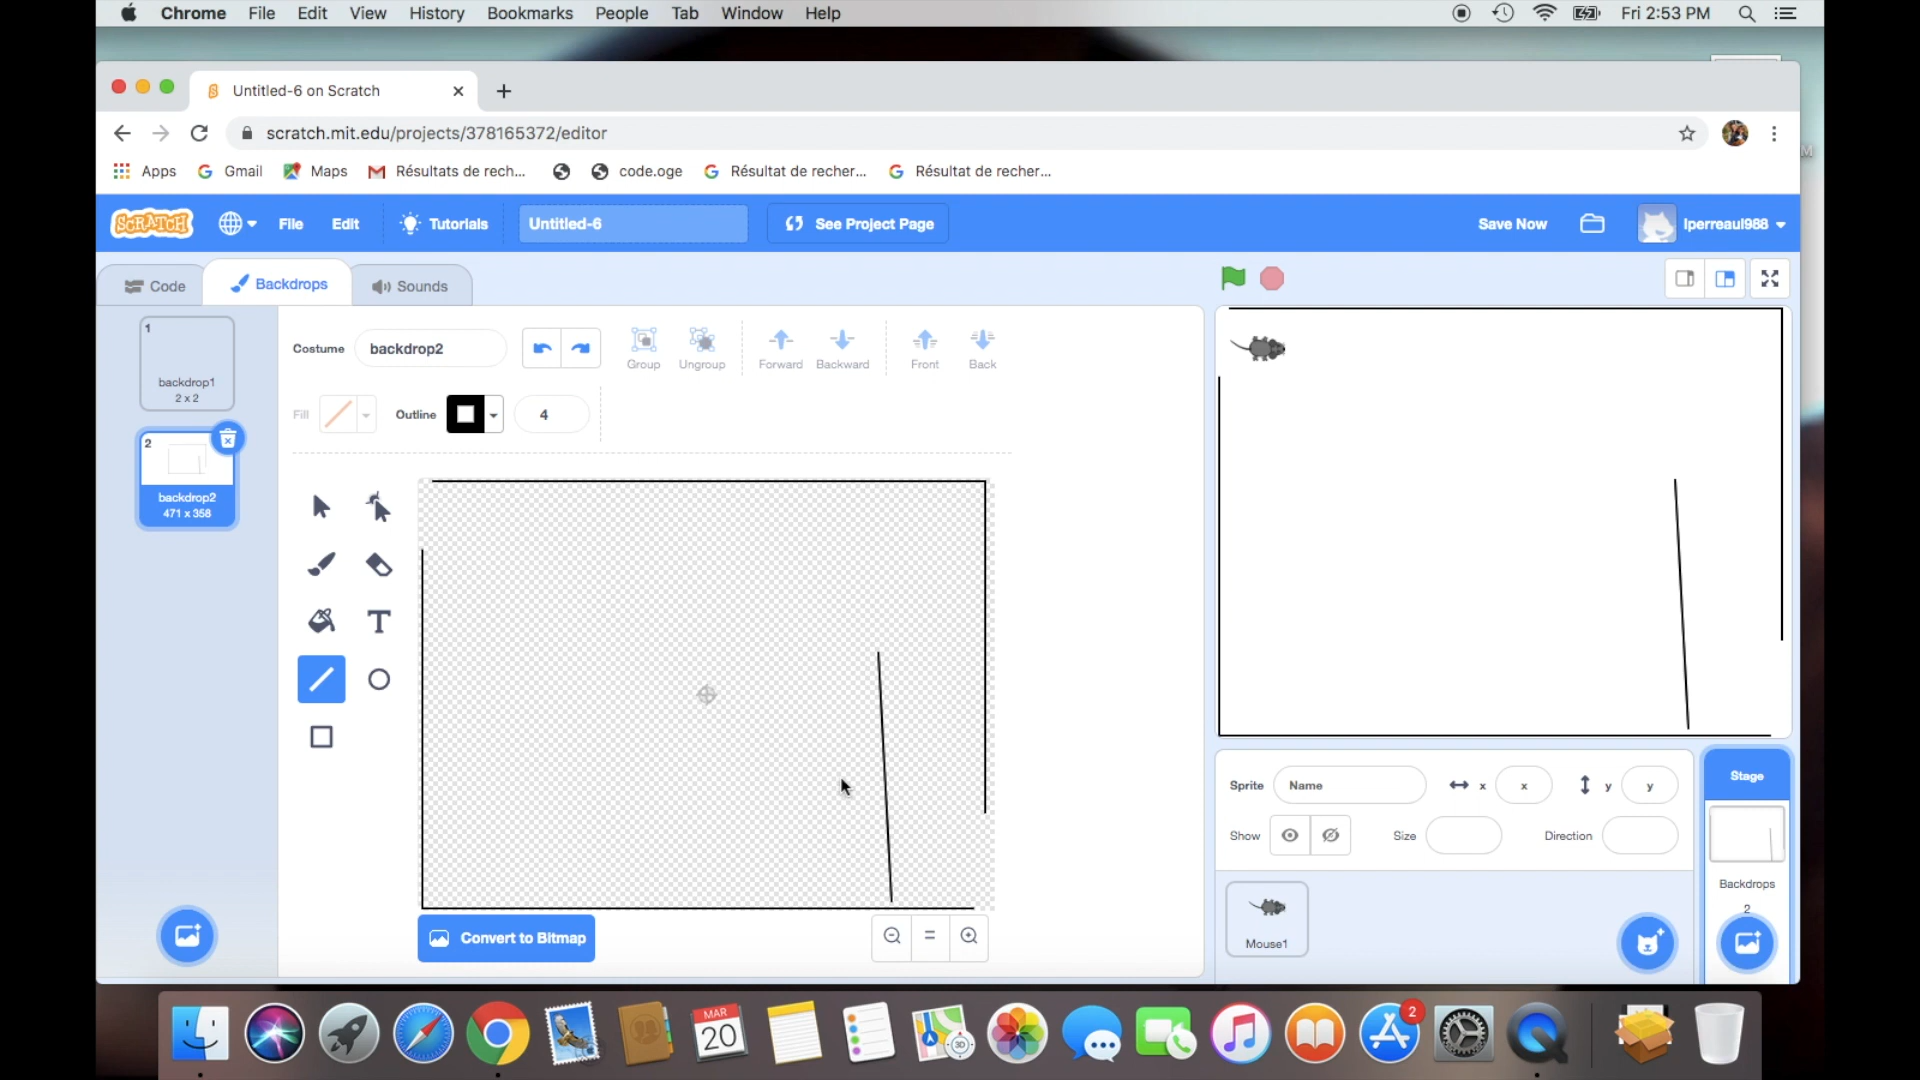 Chrome File Edit View History Bookmarks People Tab Window Help Fri 2:53 PM
Untitled-6 on Scratch
scratch.mit.edu/projects/378165372/editor
Apps Gmail Maps Résultats de rech... code.oge Résultat de recher... Résultat de recher...
SCRATCH File Edit Tutorials Untitled-6 See Project Page Save Now lperreaul988
Code Backdrops Sounds
1
backdrop1
2 x 2
2
backdrop2
471 x 358
Costume backdrop2 Group Ungroup Forward Backward Front Back
Fill Outline 4
T
Convert to Bitmap
Sprite Name x x y y
Show Size Direction
Mouse1
Stage
Backdrops
2
MAR
20
3D
2